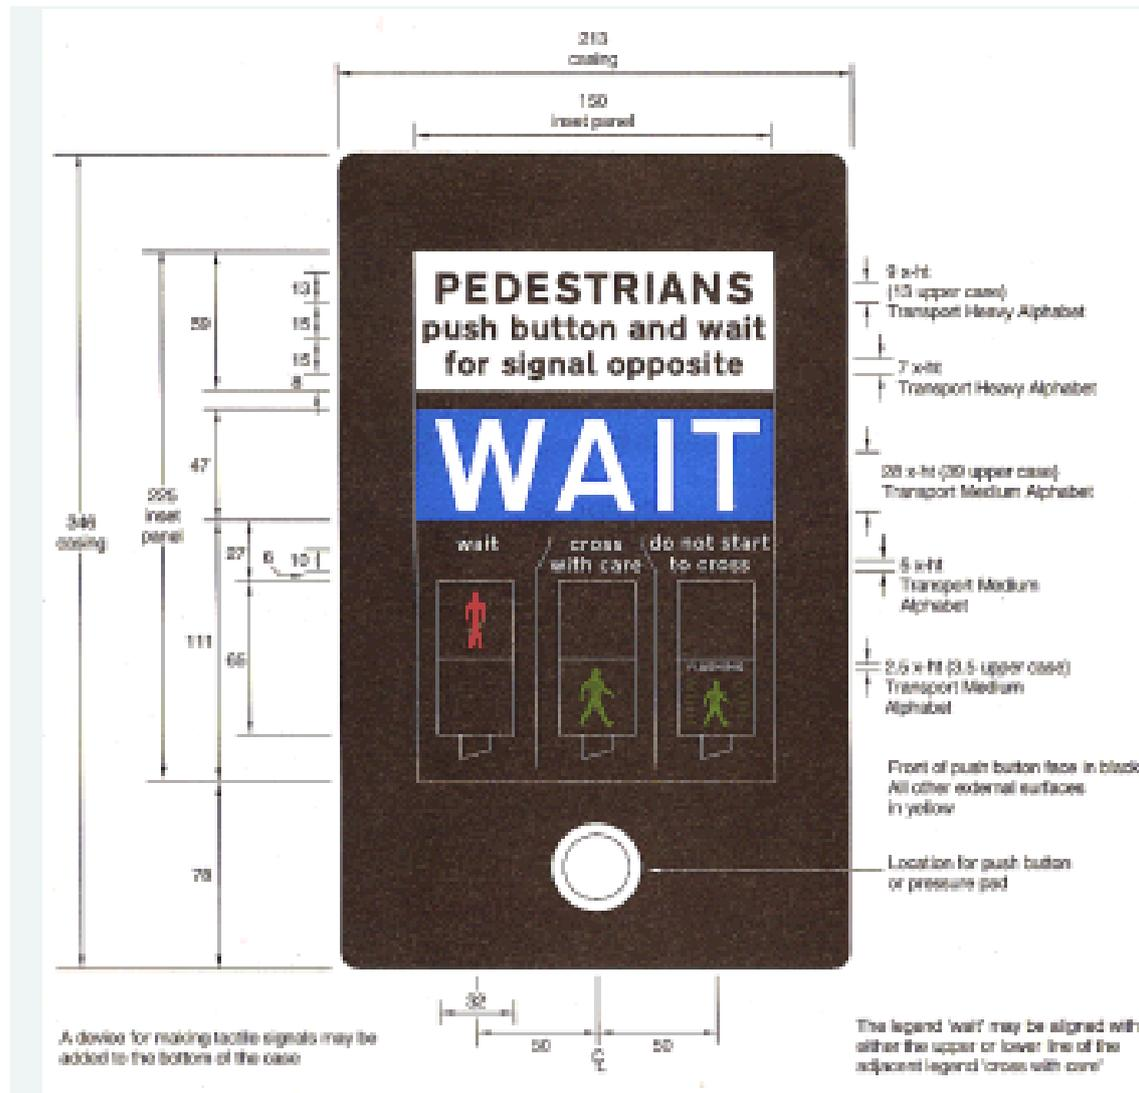 213
casing
150
inset panel
PEDESTRIANS
push button and wait
for signal opposite
WAIT
wait
cross
with care
do not start
to cross
FLASHING
13
15
15
8
59
47
225
inset
panel
346
casing
27
6
10
111
65
78
9 x-ht
(13 upper case)
Transport Heavy Alphabet
7 x-ht
Transport Heavy Alphabet
28 x-ht (39 upper case)
Transport Medium Alphabet
5 x-ht
Transport Medium
Alphabet
2.5 x-ht (3.5 upper case)
Transport Medium
Alphabet
Front of push button face in black
All other external surfaces
in yellow
Location for push button
or pressure pad
32
50
50
A device for making tactile signals may be
added to the bottom of the case
The legend 'wait' may be aligned with
either the upper or lower line of the
adjacent legend 'cross with care'